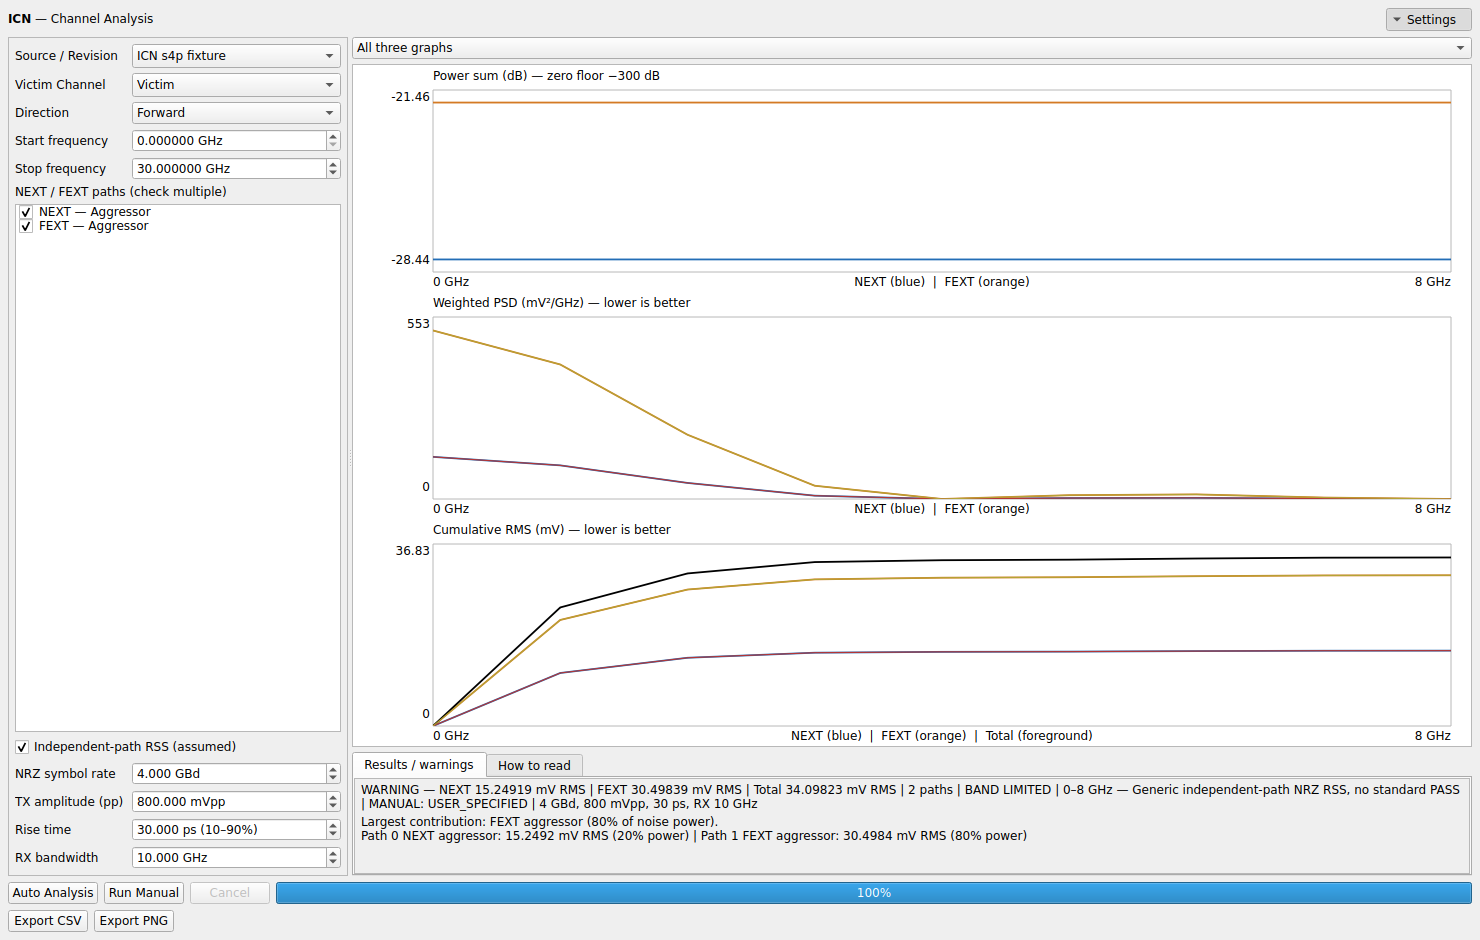 ICN — Channel Analysis
Settings
Source / Revision
ICN s4p fixture
Victim Channel
Victim
Direction
Forward
Start frequency
0.000000 GHz
Stop frequency
30.000000 GHz
NEXT / FEXT paths (check multiple)
NEXT — Aggressor
FEXT — Aggressor
Independent-path RSS (assumed)
NRZ symbol rate
4.000 GBd
TX amplitude (pp)
800.000 mVpp
Rise time
30.000 ps (10–90%)
RX bandwidth
10.000 GHz
All three graphs
Power sum (dB) — zero floor −300 dB
-21.46
-28.44
0 GHz
NEXT (blue) | FEXT (orange)
8 GHz
Weighted PSD (mV²/GHz) — lower is better
553
0
0 GHz
NEXT (blue) | FEXT (orange)
8 GHz
Cumulative RMS (mV) — lower is better
36.83
0
0 GHz
NEXT (blue) | FEXT (orange) | Total (foreground)
8 GHz
Results / warnings
How to read
WARNING — NEXT 15.24919 mV RMS | FEXT 30.49839 mV RMS | Total 34.09823 mV RMS | 2 paths | BAND LIMITED | 0–8 GHz — Generic independent-path NRZ RSS, no standard PASS
| MANUAL: USER_SPECIFIED | 4 GBd, 800 mVpp, 30 ps, RX 10 GHz
Largest contribution: FEXT aggressor (80% of noise power).
Path 0 NEXT aggressor: 15.2492 mV RMS (20% power) | Path 1 FEXT aggressor: 30.4984 mV RMS (80% power)
Auto Analysis
Run Manual
Cancel
100%
Export CSV
Export PNG